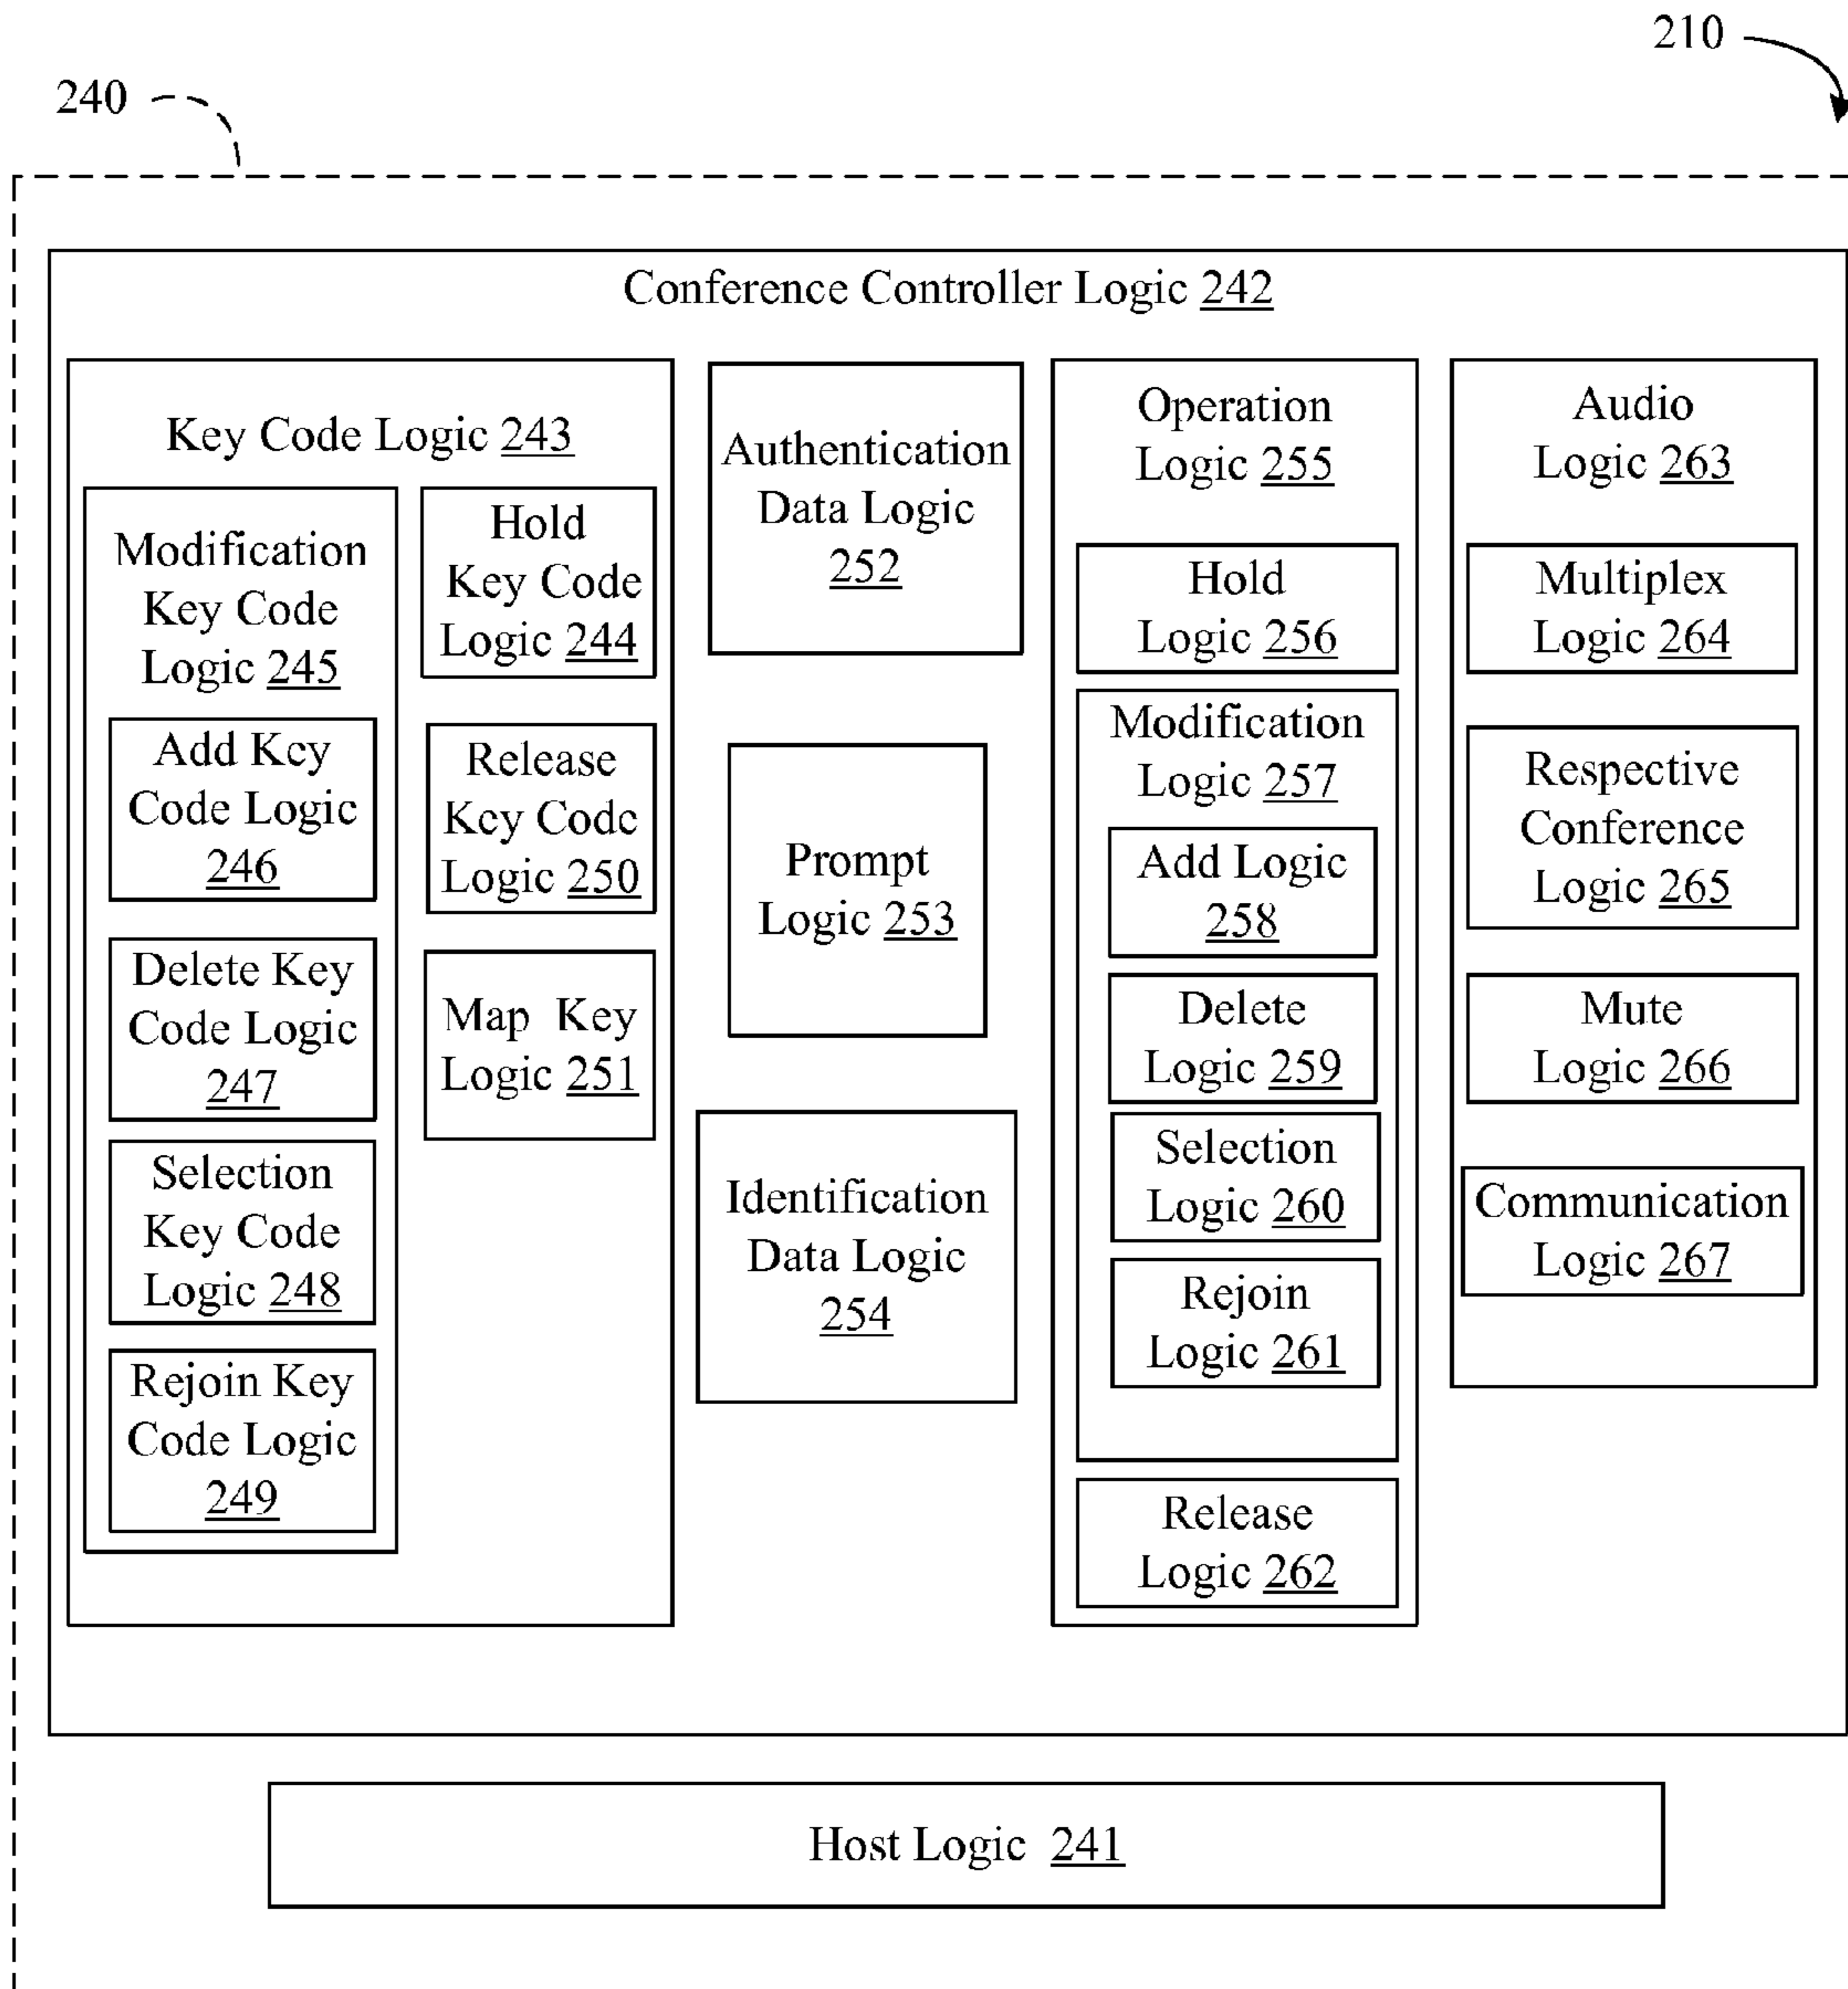 210
240
Conference Controller Logic 242
Key Code Logic 243
Modification
Key Code
Logic 245
Add Key
Code Logic
246
Delete Key
Code Logic
247
Selection
Key Code
Logic 248
Rejoin Key
Code Logic
249
Hold
Key Code
Logic 244
Release
Key Code
Logic 250
Map Key
Logic 251
Authentication
Data Logic
252
Prompt
Logic 253
Identification
Data Logic
254
Operation
Logic 255
Hold
Logic 256
Modification
Logic 257
Add Logic
258
Delete
Logic 259
Selection
Logic 260
Rejoin
Logic 261
Release
Logic 262
Audio
Logic 263
Multiplex
Logic 264
Respective
Conference
Logic 265
Mute
Logic 266
Communication
Logic 267
Host Logic 241